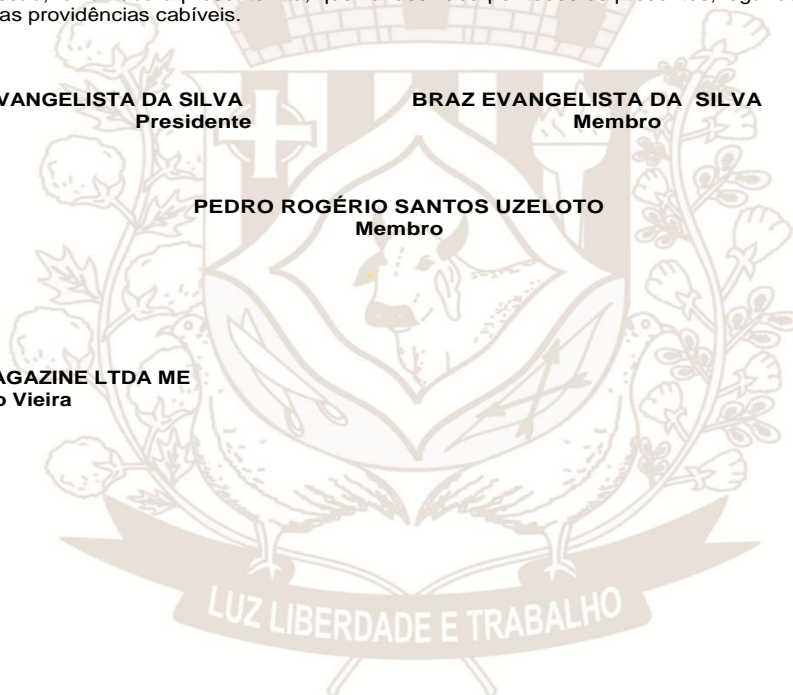 as providências cabíveis.
VANGELISTA DA SILVA BRAZ EVANGELISTA DA SILVA
Presidente Membro
PEDRO ROGÉRIO SANTOS UZELOTO
Membro
AGAZINE LTDA ME
o Vieira
LUZ LIBERDADE E TRABALHO